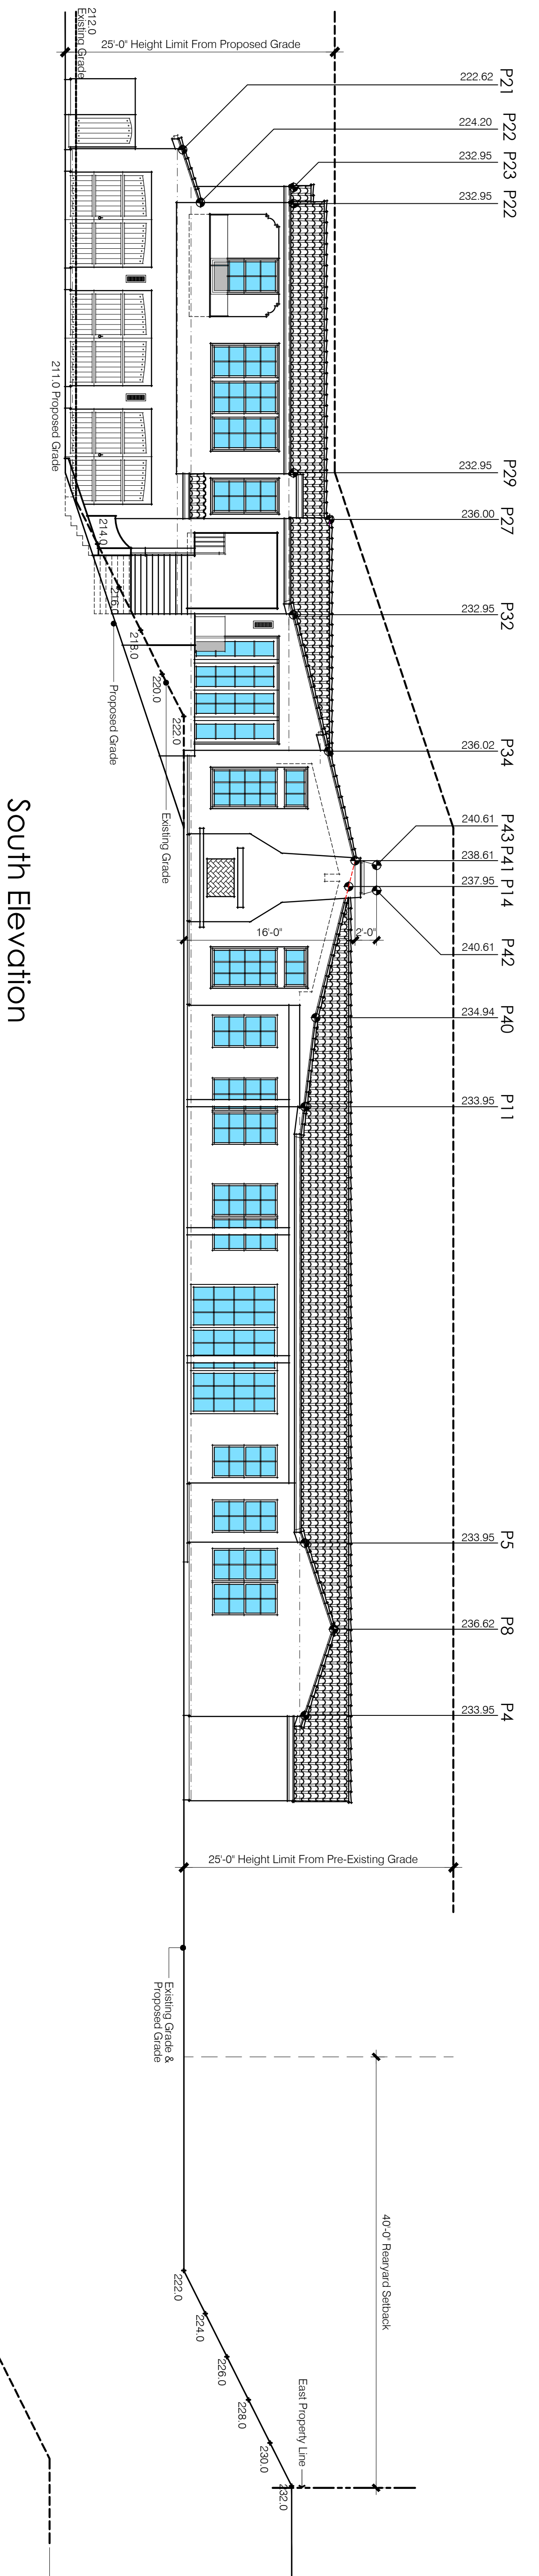 P21
222.62
P22
224.20
P23
232.95
P22
232.95
P29
232.95
P27
236.00
P32
232.95
P34
236.02
P43
240.61
P41
238.61
P14
237.95
P42
240.61
P40
234.94
P11
233.95
P5
233.95
P8
236.62
P4
233.95
25'-0" Height Limit From Proposed Grade
212.0
Existing Grade
211.0 Proposed Grade
214.0
216.0
218.0
220.0
222.0
Proposed Grade
Existing Grade
16'-0"
2'-0"
25'-0" Height Limit From Pre-Existing Grade
Existing Grade &
Proposed Grade
40'-0" Rearyard Setback
222.0
224.0
226.0
228.0
230.0
232.0
East Property Line
South Elevation